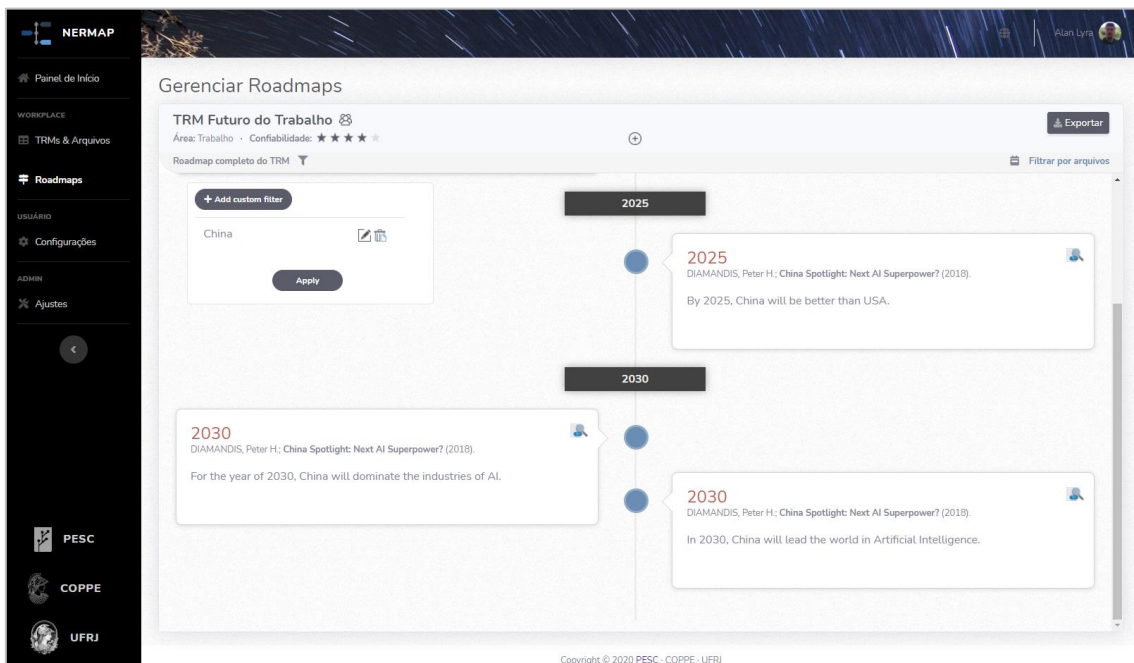 NERMAP
Alan Lyra
Painel de Início
WORKPLACE
TRMs & Arquivos
Roadmaps
USUÁRIO
Configurações
ADMIN
Ajustes
PESC
COPPE
UFRJ
Gerenciar Roadmaps
TRM Futuro do Trabalho
Exportar
Área: Trabalho · Confiabilidade: ★ ★ ★ ★ ★
Roadmap completo do TRM
Filtrar por arquivos
+ Add custom filter
China
Apply
2025
2025
DIAMANDIS, Peter H.; China Spotlight: Next AI Superpower? (2018).
By 2025, China will be better than USA.
2030
2030
DIAMANDIS, Peter H.; China Spotlight: Next AI Superpower? (2018).
For the year of 2030, China will dominate the industries of AI.
2030
DIAMANDIS, Peter H.; China Spotlight: Next AI Superpower? (2018).
In 2030, China will lead the world in Artificial Intelligence.
Copyright © 2020 PESC - COPPE - UFRJ